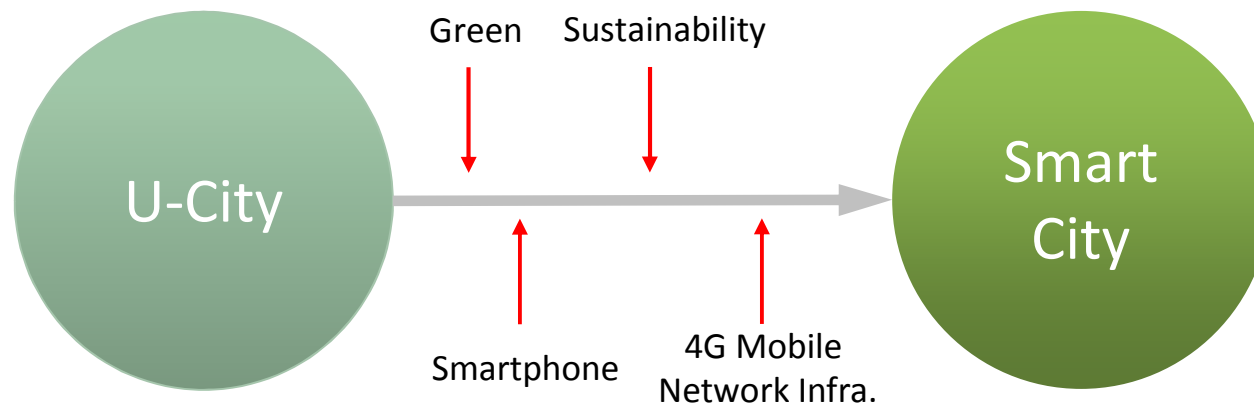 Green
Sustainability
U-City
Smart
City
Smartphone
4G Mobile
Network Infra.